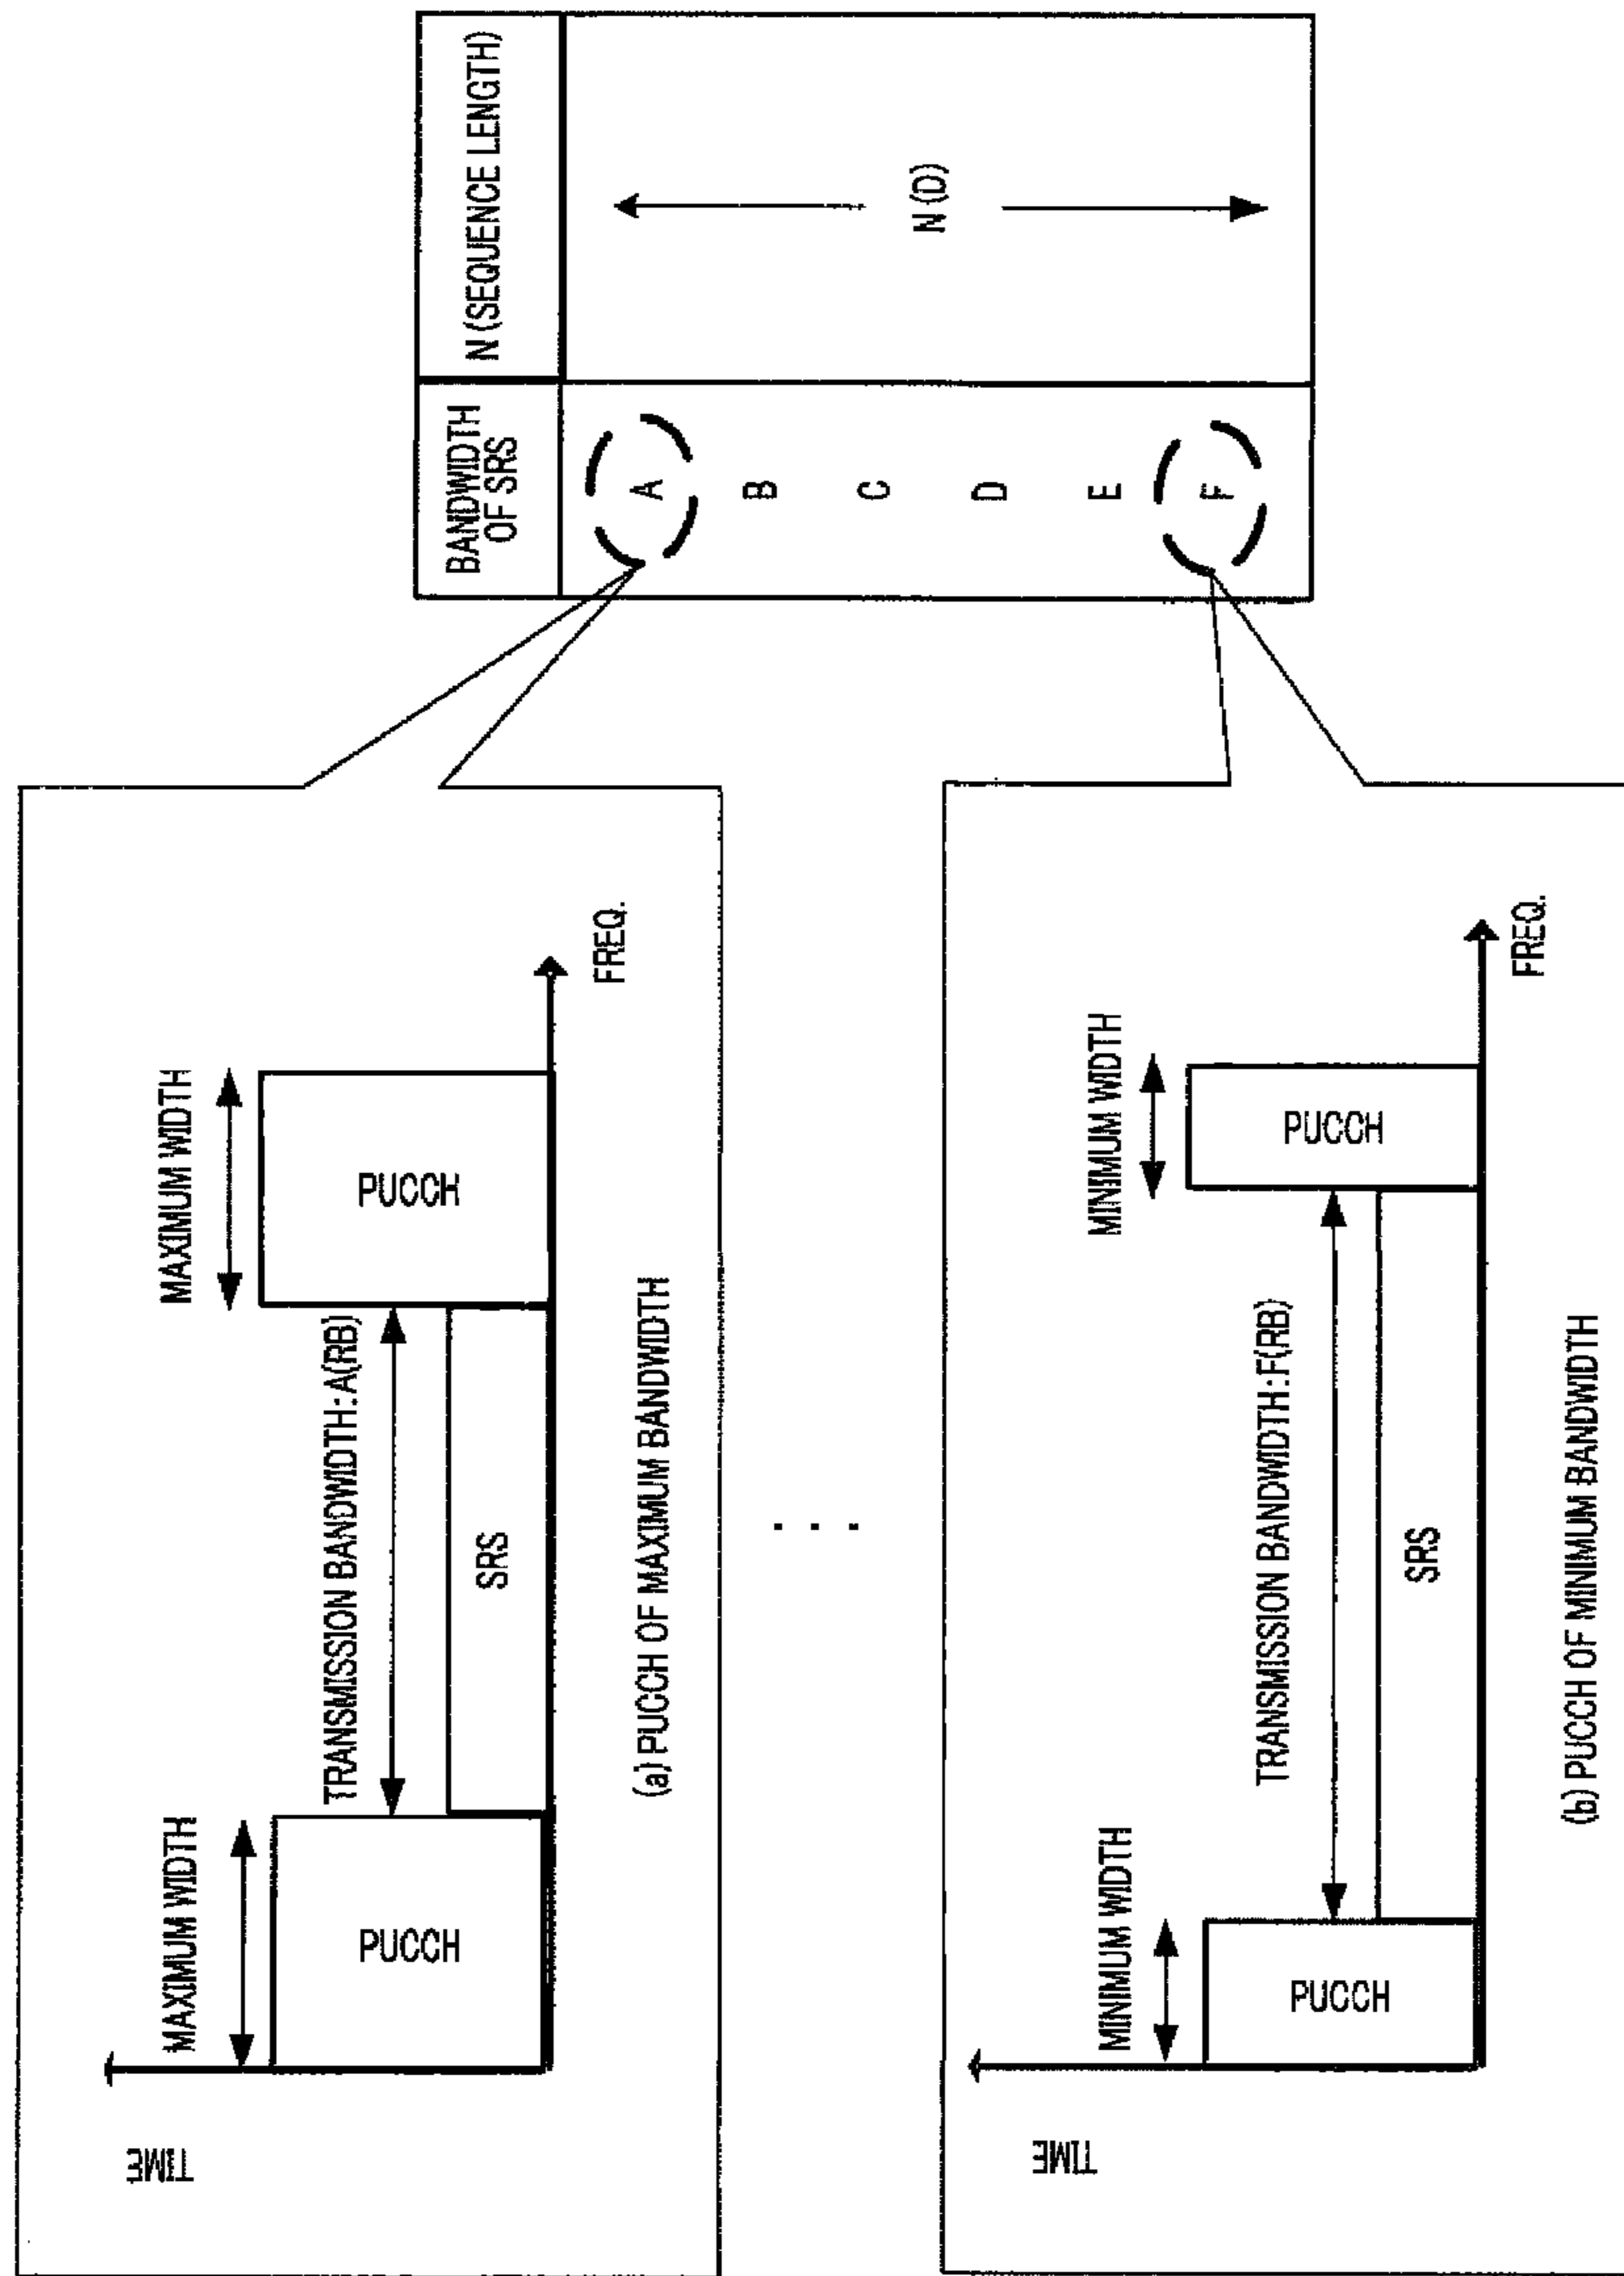 TIME
MAXIMUM WIDTH
MAXIMUM WIDTH
TRANSMISSION BANDWIDTH:A(RB)
PUCCH
SRS
PUCCH
FREQ.
(a) PUCCH OF MAXIMUM BANDWIDTH
. . .
TIME
MINIMUM WIDTH
MINIMUM WIDTH
TRANSMISSION BANDWIDTH:F(RB)
PUCCH
SRS
PUCCH
FREQ.
(b) PUCCH OF MINIMUM BANDWIDTH
BANDWIDTH
OF SRS
N (SEQUENCE LENGTH)
A
B
C
D
E
F
N (D)